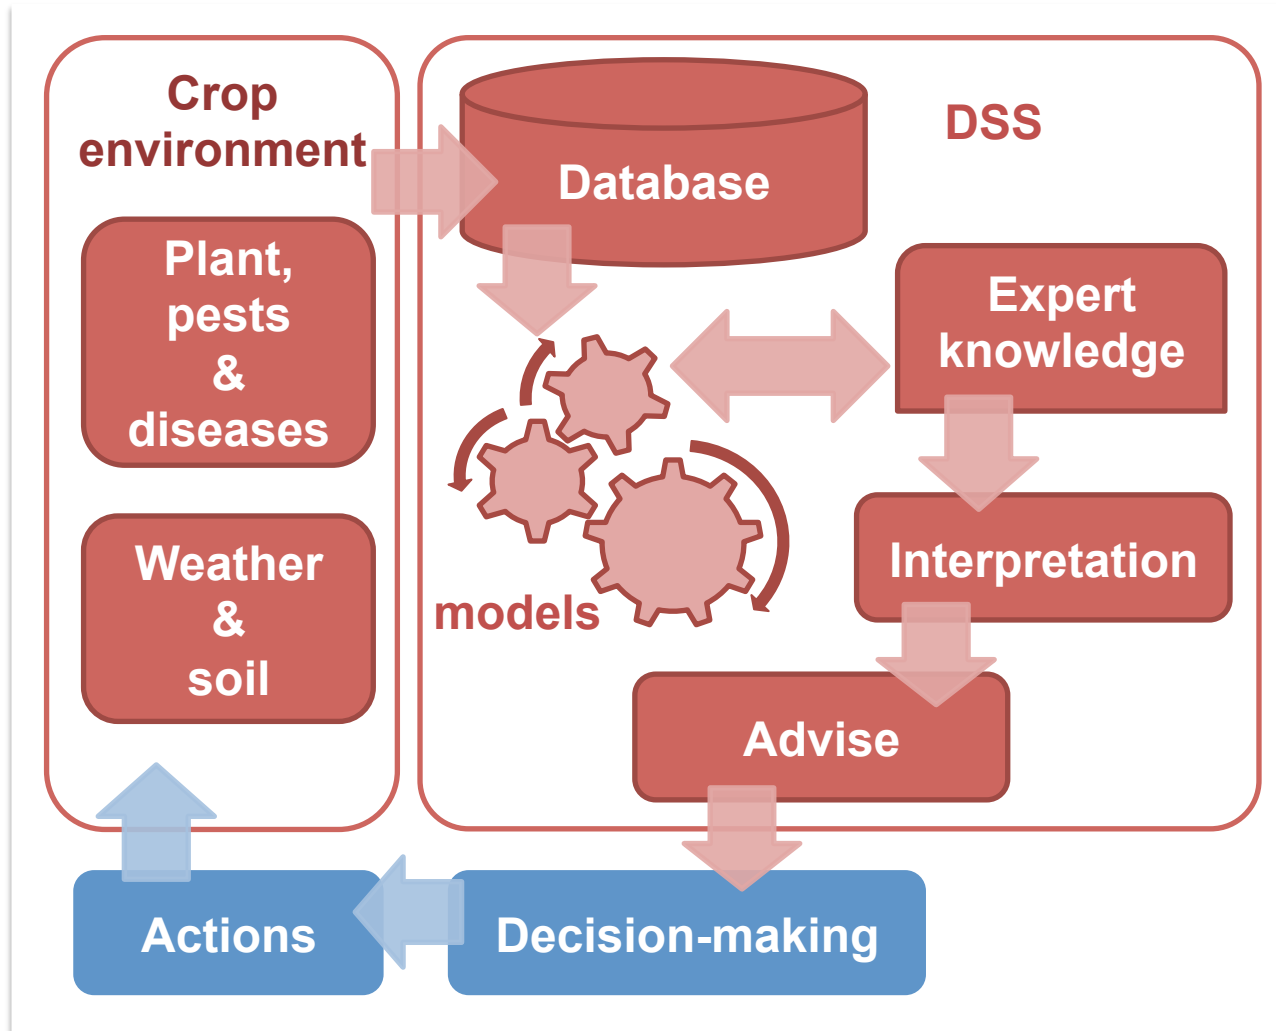 Crop
environment
Plant,
pests
&
diseases
Weather
&
soil
DSS
Database
Expert
knowledge
models
Interpretation
Advise
Decision-making
Actions